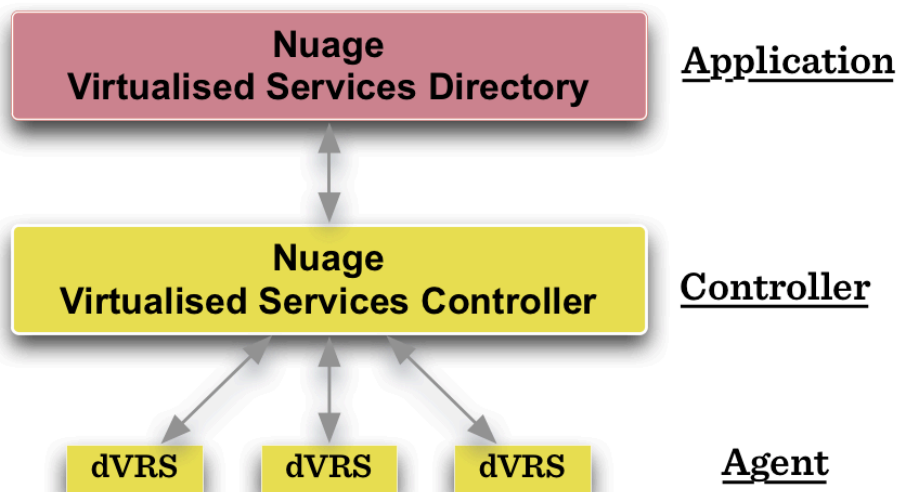 Nuage
Virtualised Services Directory
Application
Nuage
Virtualised Services Controller
Controller
dVRS
dVRS
dVRS
Agent